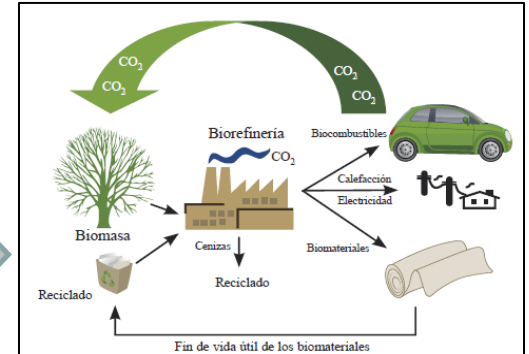 CO2
CO2
CO2
CO2
Biorefinería
CO2
Biocombustibles
Calefacción
Electricidad
Biomasa
Cenizas
Biomateriales
Reciclado
Reciclado
Fin de vida útil de los biomateriales